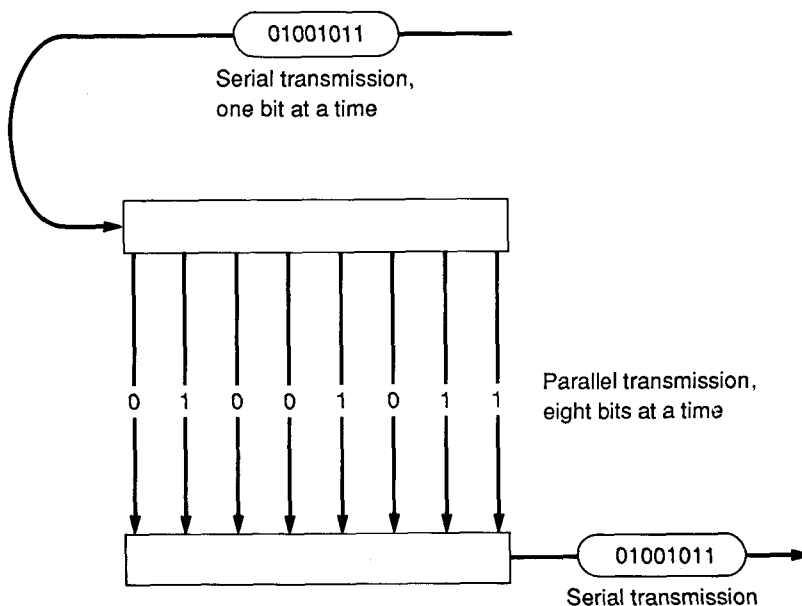 01001011
Serial transmission,
one bit at a time
0 1 0 0 1 0 1 1
Parallel transmission,
eight bits at a time
01001011
Serial transmission